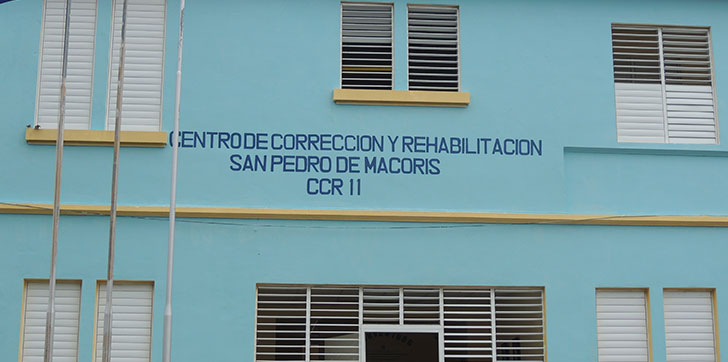 CENTRO DE CORRECCION Y REHABILITACION
SAN PEDRO DE MACORIS
CCR 11